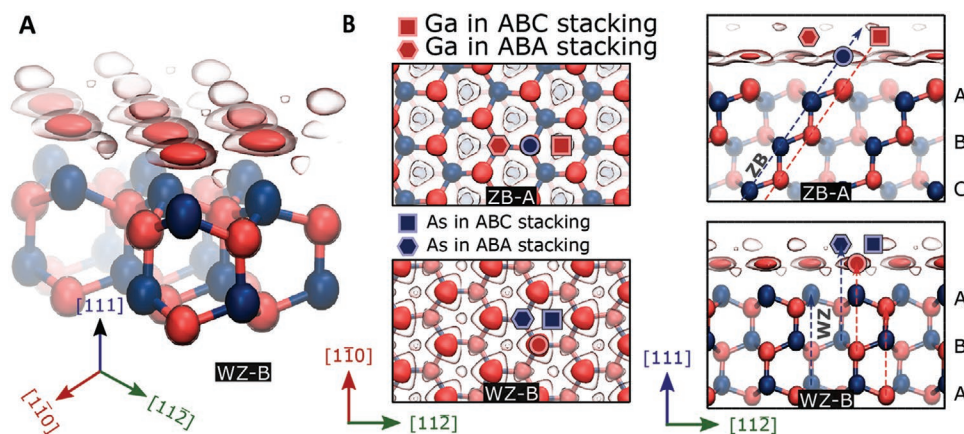 A
[111]
[11̄0]
[112̄]
WZ-B
B
Ga in ABC stacking
Ga in ABA stacking
ZB-A
As in ABC stacking
As in ABA stacking
WZ-B
[11̄0]
[112̄]
ZB
ZB-A
A
B
C
WZ
WZ-B
A
B
A
[111]
[112̄]